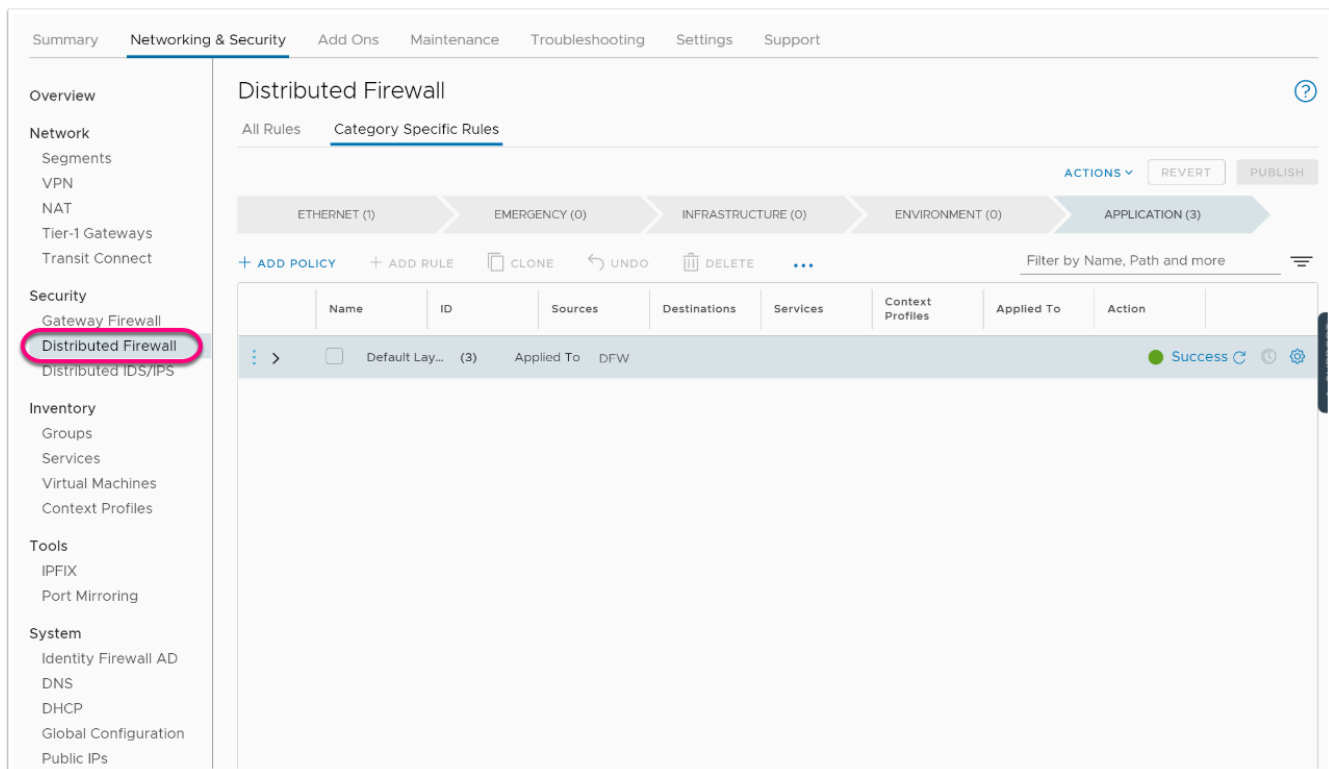 Summary Networking & Security Add Ons Maintenance Troubleshooting Settings Support
Overview
Network
Segments
VPN
NAT
Tier-1 Gateways
Transit Connect
Security
Gateway Firewall
Distributed Firewall
Distributed IDS/IPS
Inventory
Groups
Services
Virtual Machines
Context Profiles
Tools
IPFIX
Port Mirroring
System
Identity Firewall AD
DNS
DHCP
Global Configuration
Public IPs
Distributed Firewall
?
All Rules Category Specific Rules
ACTIONS REVERT PUBLISH
ETHERNET (1) EMERGENCY (0) INFRASTRUCTURE (0) ENVIRONMENT (0) APPLICATION (3)
+ ADD POLICY + ADD RULE CLONE UNDO DELETE ... Filter by Name, Path and more
Name ID Sources Destinations Services Context Profiles Applied To Action
Default Lay... (3) Applied To DFW Success